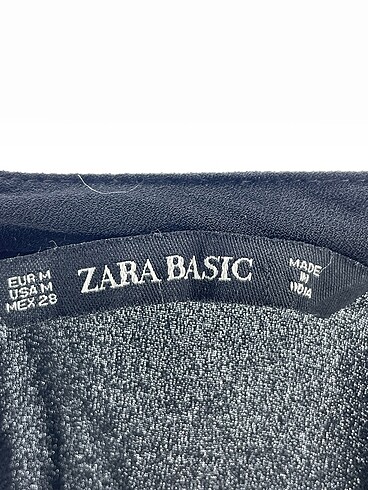 EUR M
USA M
MEX 28
ZARA BASIC
MADE
IN
INDIA